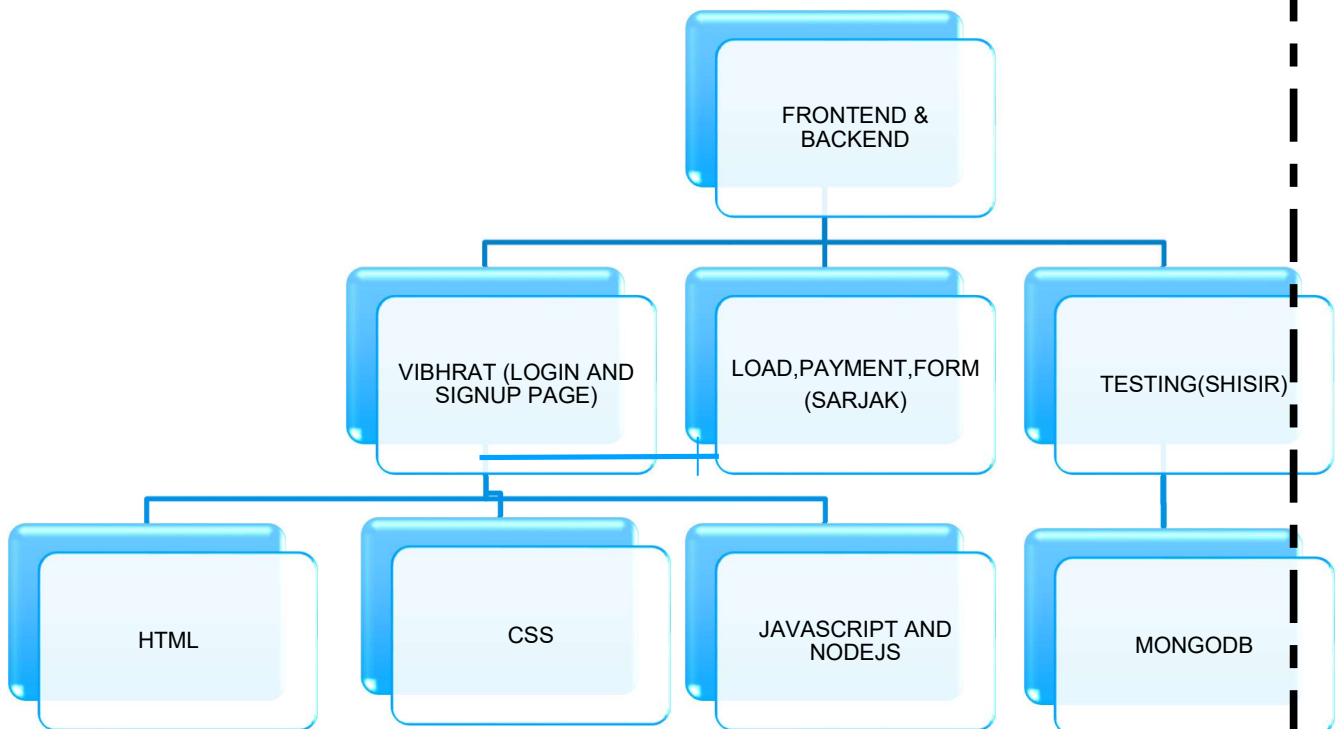 FRONTEND &
BACKEND
VIBHRAT (LOGIN AND
SIGNUP PAGE)
LOAD,PAYMENT,FORM
(SARJAK)
TESTING(SHISIR)
HTML
CSS
JAVASCRIPT AND
NODEJS
MONGODB